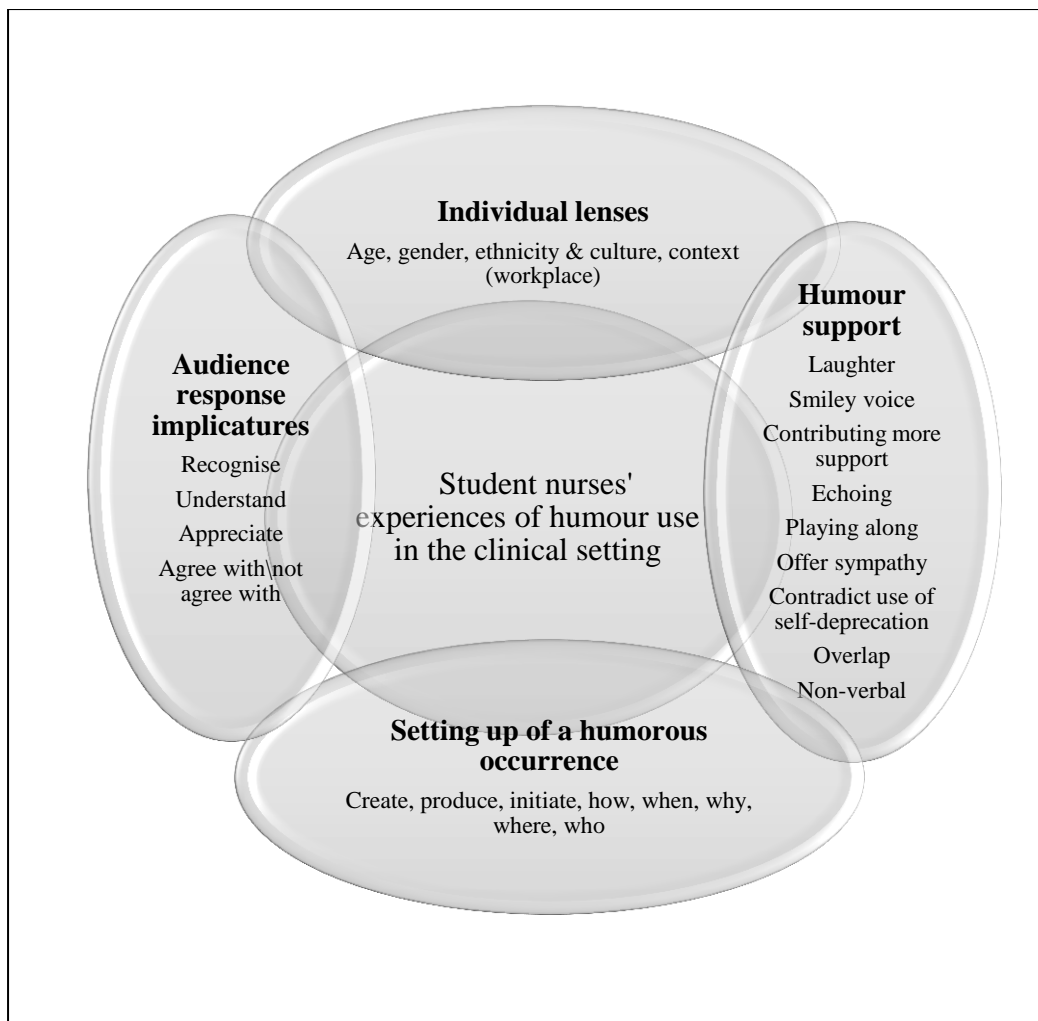 Individual lenses
Age, gender, ethnicity & culture, context
(workplace)
Humour
support
Laughter
Smiley voice
Contributing more
support
Echoing
Playing along
Offer sympathy
Contradict use of
self-deprecation
Overlap
Non-verbal
Audience
response
implicatures
Recognise
Understand
Appreciate
Agree with\not
agree with
Student nurses'
experiences of humour use
in the clinical setting
Setting up of a humorous
occurrence
Create, produce, initiate, how, when, why,
where, who